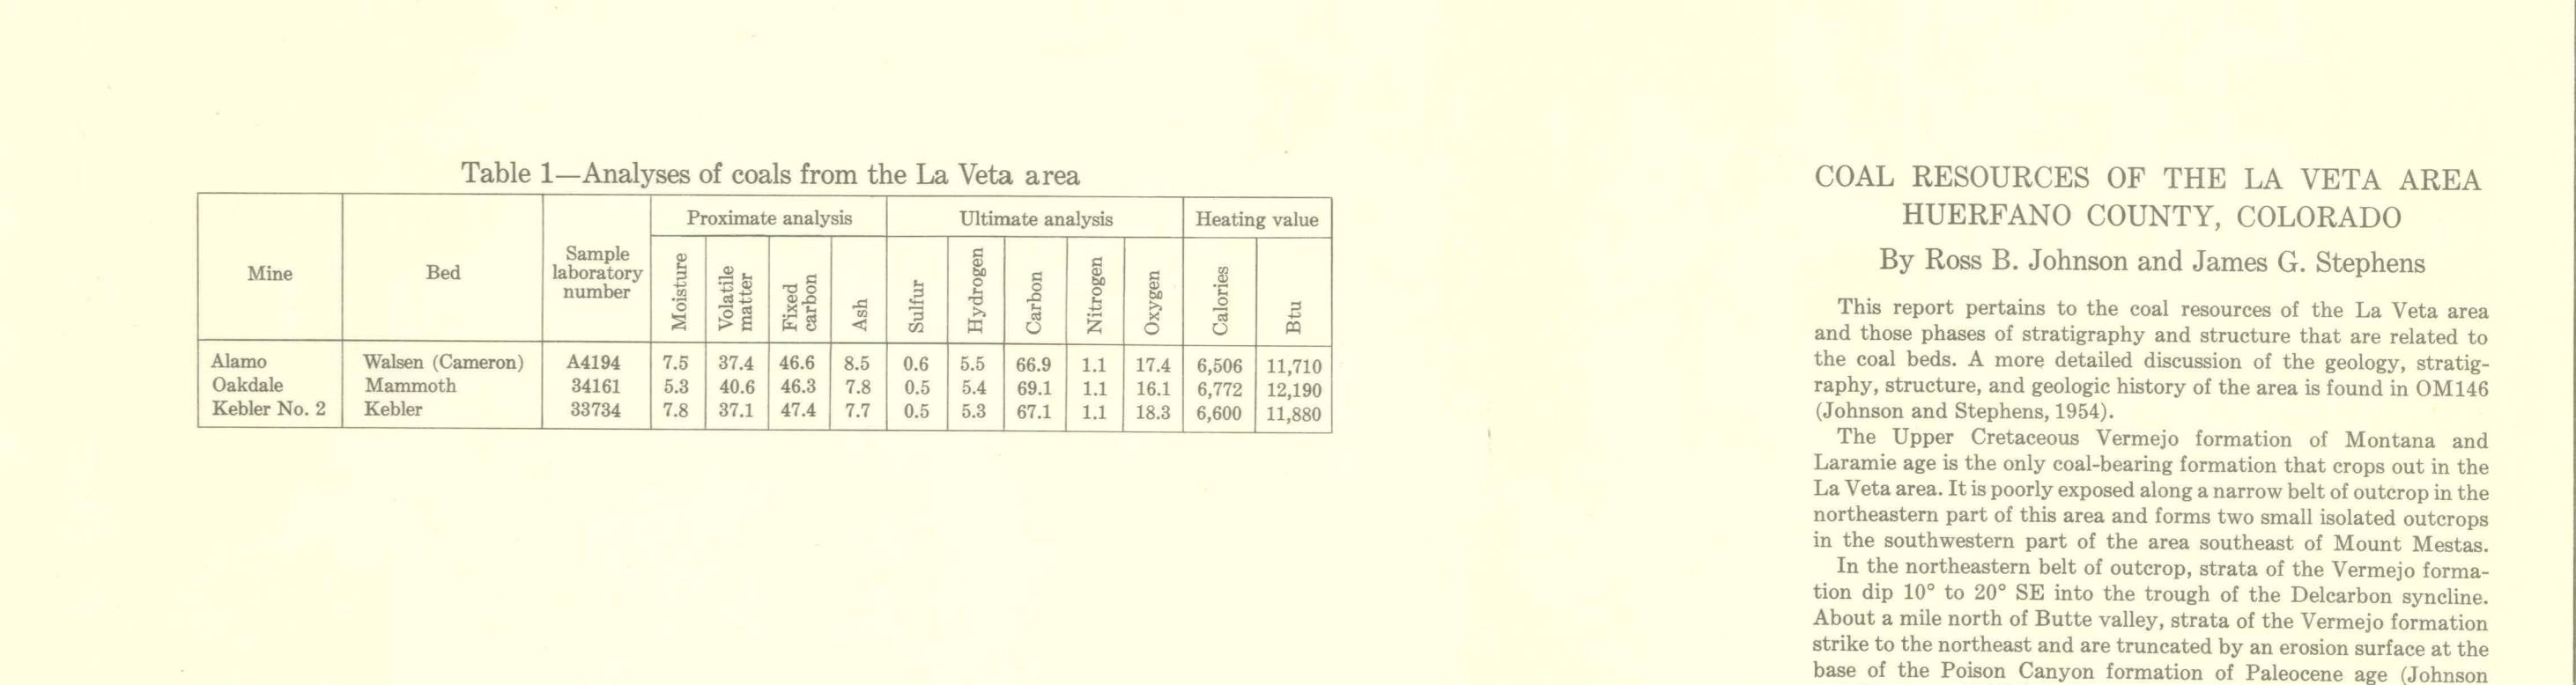 Table 1—Analyses of coals from the La Veta area
Mine Bed Sample laboratory number Proximate analysis Ultimate analysis Heating value
Moisture Volatile matter Fixed carbon Ash Sulfur Hydrogen Carbon Nitrogen Oxygen Calories Btu
Alamo Walsen (Cameron) A4194 7.5 37.4 46.6 8.5 0.6 5.5 66.9 1.1 17.4 6,506 11,710
Oakdale Mammoth 34161 5.3 40.6 46.3 7.8 0.5 5.4 69.1 1.1 16.1 6,772 12,190
Kebler No. 2 Kebler 33734 7.8 37.1 47.4 7.7 0.5 5.3 67.1 1.1 18.3 6,600 11,880
COAL RESOURCES OF THE LA VETA AREA
HUERFANO COUNTY, COLORADO
By Ross B. Johnson and James G. Stephens
This report pertains to the coal resources of the La Veta area
and those phases of stratigraphy and structure that are related to
the coal beds. A more detailed discussion of the geology, stratig-
raphy, structure, and geologic history of the area is found in OM146
(Johnson and Stephens, 1954).
The Upper Cretaceous Vermejo formation of Montana and
Laramie age is the only coal-bearing formation that crops out in the
La Veta area. It is poorly exposed along a narrow belt of outcrop in the
northeastern part of this area and forms two small isolated outcrops
in the southwestern part of the area southeast of Mount Mestas.
In the northeastern belt of outcrop, strata of the Vermejo forma-
tion dip 10° to 20° SE into the trough of the Delcarbon syncline.
About a mile north of Butte valley, strata of the Vermejo formation
strike to the northeast and are truncated by an erosion surface at the
base of the Poison Canyon formation of Paleocene age (Johnson